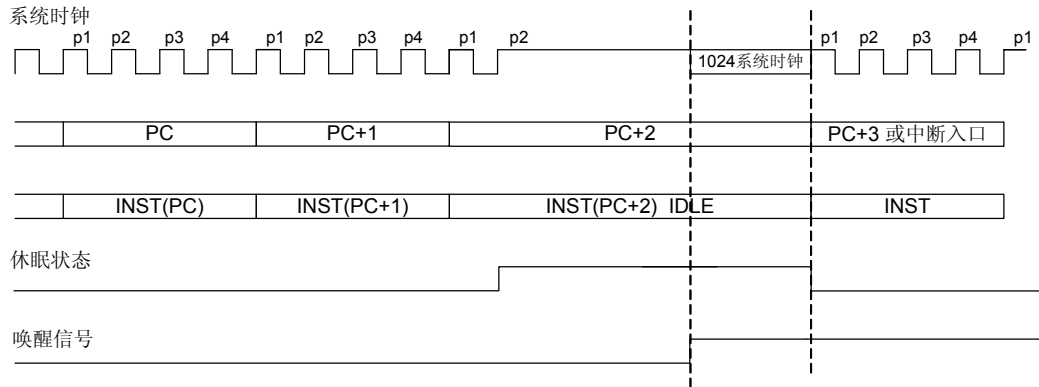 系统时钟
p1 p2 p3 p4 p1 p2 p3 p4 p1 p2 p1 p2 p3 p4 p1
1024系统时钟
PC PC+1 PC+2 PC+3 或中断入口
INST(PC) INST(PC+1) INST(PC+2) IDLE INST
休眠状态
唤醒信号